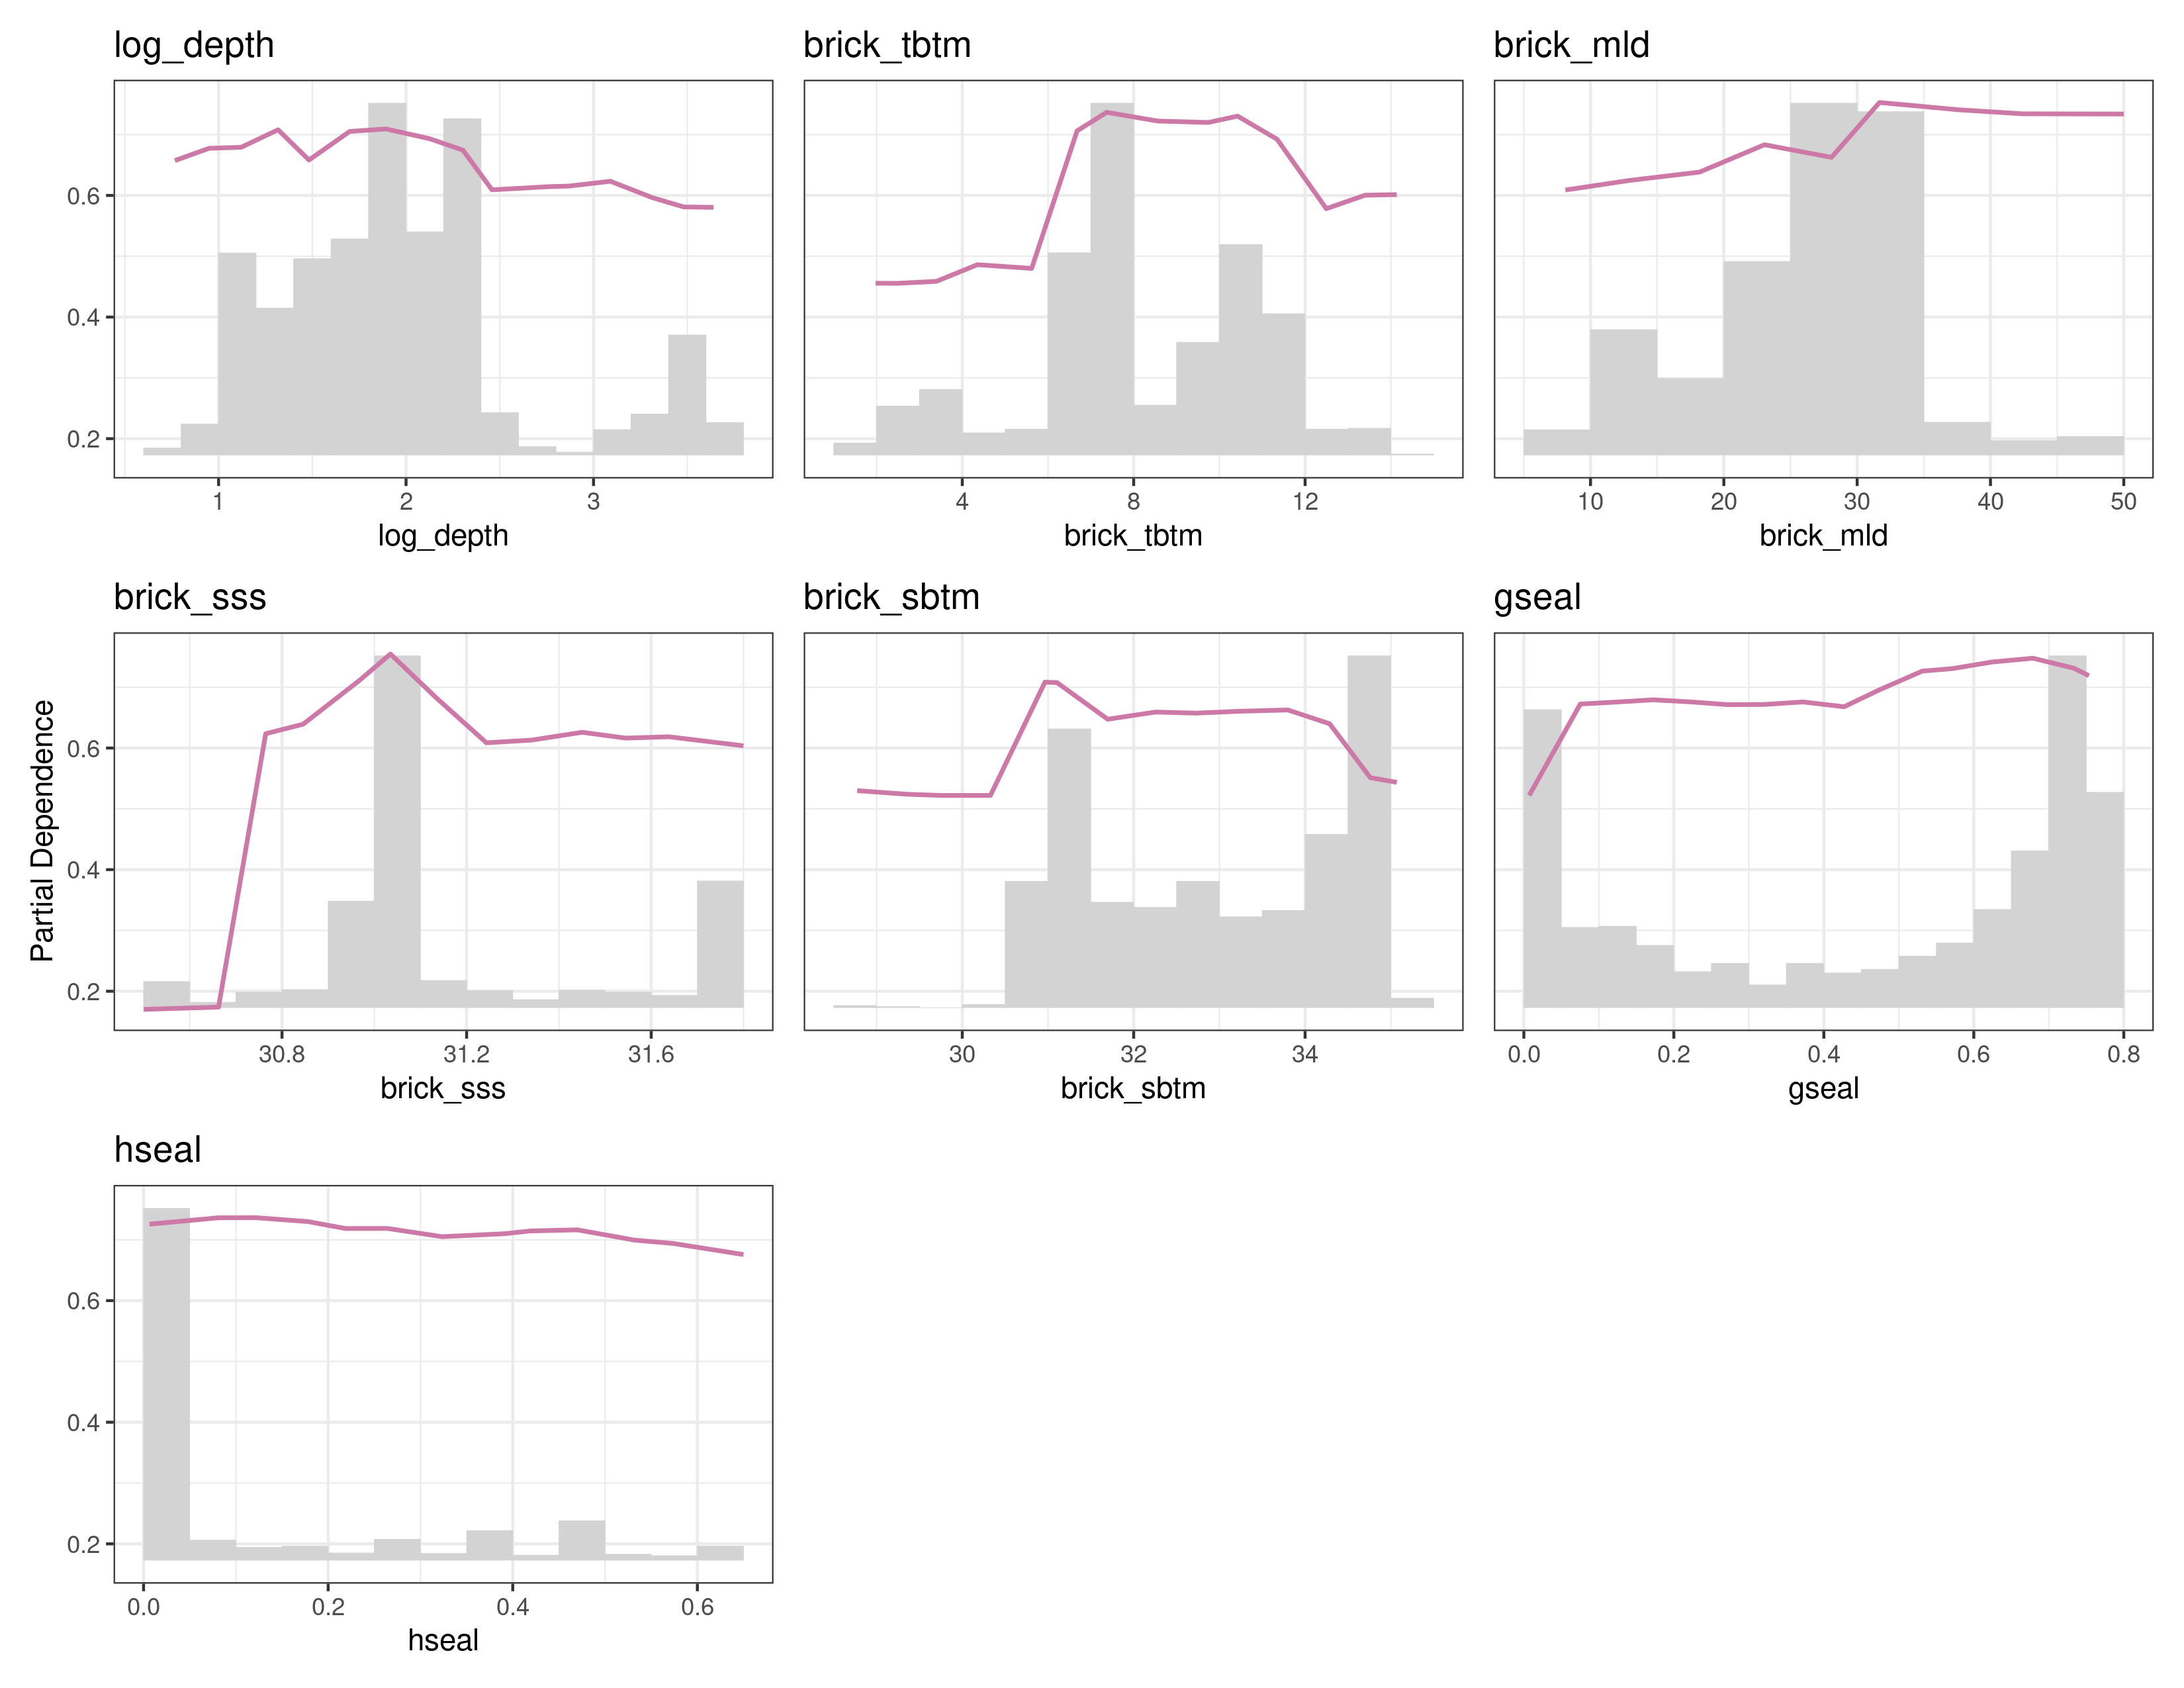 log_depth
brick_tbtm
brick_mld
0.6
0.4
0.2
1 2 3
4 8 12
10 20 30 40 50
log_depth
brick_tbtm
brick_mld
brick_sss
brick_sbtm
gseal
Partial Dependence
0.6
0.4
0.2
30.8 31.2 31.6
30 32 34
0.0 0.2 0.4 0.6 0.8
brick_sss
brick_sbtm
gseal
hseal
0.6
0.4
0.2
0.0 0.2 0.4 0.6
hseal